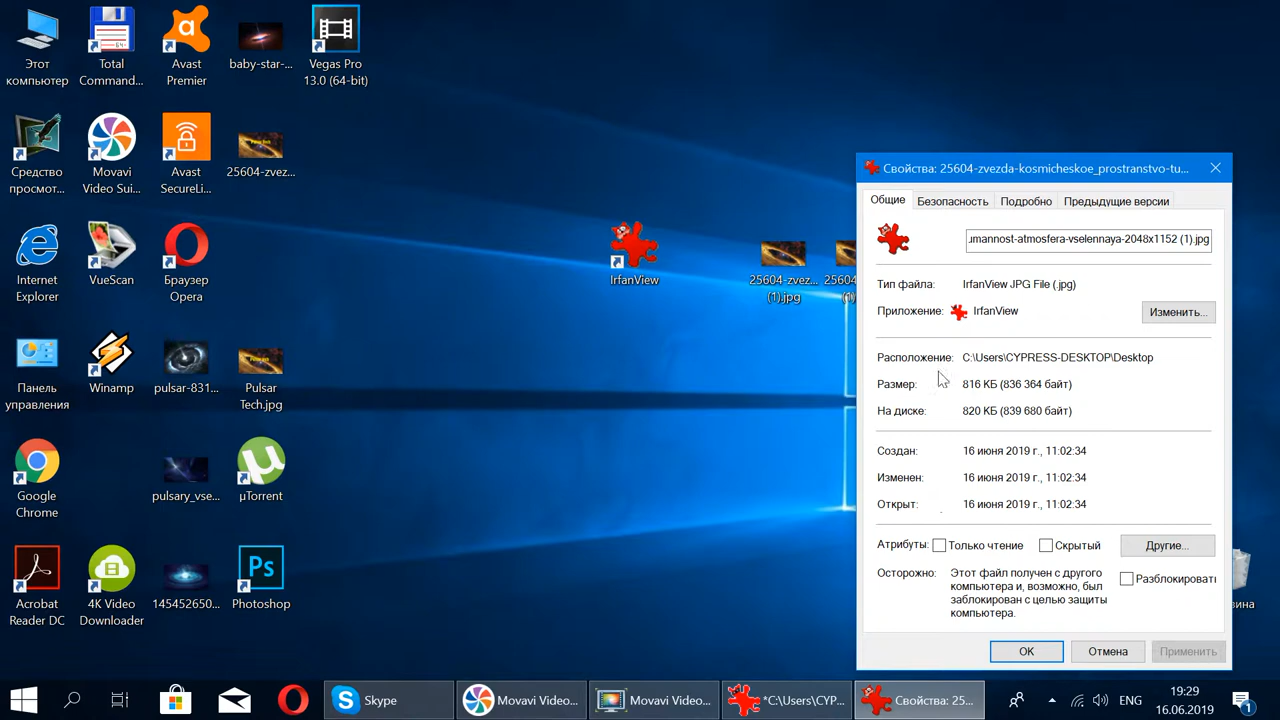 Этот компьютер
Total Command...
Avast Premier
baby-star-...
Vegas Pro 13.0 (64-bit)
Средство просмот...
Movavi Video Sui...
Avast SecureLi...
25604-zvez...
Internet Explorer
VueScan
Браузер Opera
IrfanView
25604-zvez... (1).jpg
Панель управления
Winamp
pulsar-831...
Pulsar Tech.jpg
Google Chrome
pulsary_vse...
µTorrent
Acrobat Reader DC
4K Video Downloader
145452650...
Photoshop
Свойства: 25604-zvezda-kosmicheskoe_prostranstvo-tu...
Общие
Безопасность
Подробно
Предыдущие версии
ımannost-atmosfera-vselennaya-2048x1152 (1).jpg
Тип файла: IrfanView JPG File (.jpg)
Приложение: IrfanView
Изменить...
Расположение: C:\Users\CYPRESS-DESKTOP\Desktop
Размер: 816 КБ (836 364 байт)
На диске: 820 КБ (839 680 байт)
Создан: 16 июня 2019 г., 11:02:34
Изменен: 16 июня 2019 г., 11:02:34
Открыт: 16 июня 2019 г., 11:02:34
Атрибуты: Только чтение Скрытый Другие...
Осторожно: Этот файл получен с другого
компьютера и, возможно, был
заблокирован с целью защиты
компьютера.
Разблокировать
OK
Отмена
Применить
Skype
Movavi Video...
Movavi Video...
*C:\Users\CYP...
Свойства: 25...
ENG
19:29
16.06.2019
1